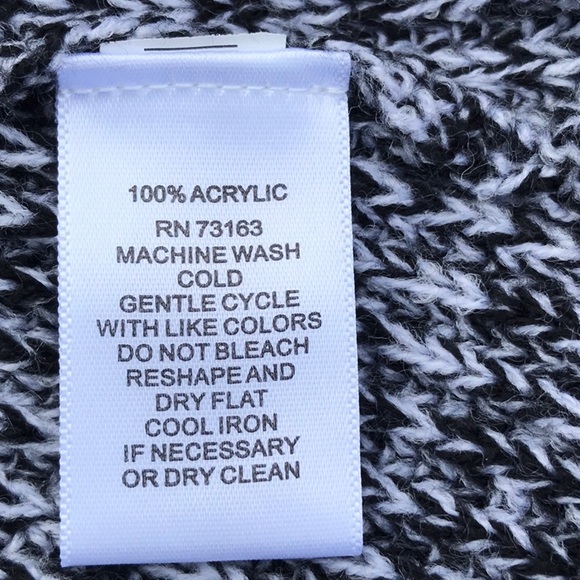 100% ACRYLIC
RN 73163
MACHINE WASH
COLD
GENTLE CYCLE
WITH LIKE COLORS
DO NOT BLEACH
RESHAPE AND
DRY FLAT
COOL IRON
IF NECESSARY
OR DRY CLEAN